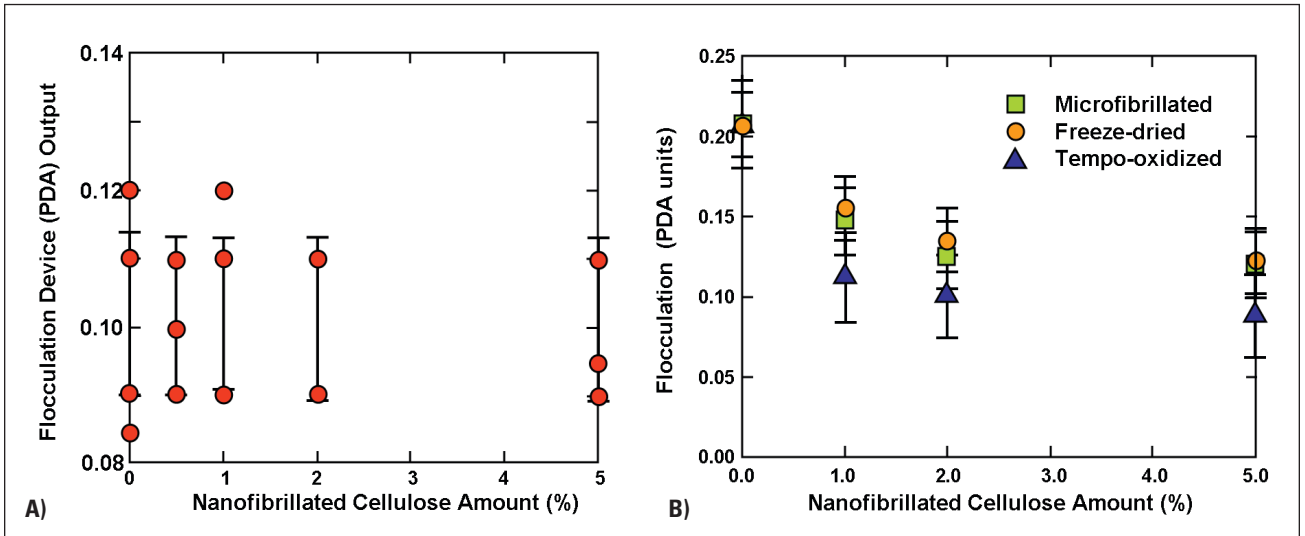 0.14
0.12
0.10
0.08
Flocculation Device (PDA) Output
0 1 2 3 4 5
Nanofibrillated Cellulose Amount (%)
A)
0.25
0.20
0.15
0.10
0.05
0.00
Flocculation (PDA units)
Microfibrillated
Freeze-dried
Tempo-oxidized
0.0 1.0 2.0 3.0 4.0 5.0
Nanofibrillated Cellulose Amount (%)
B)